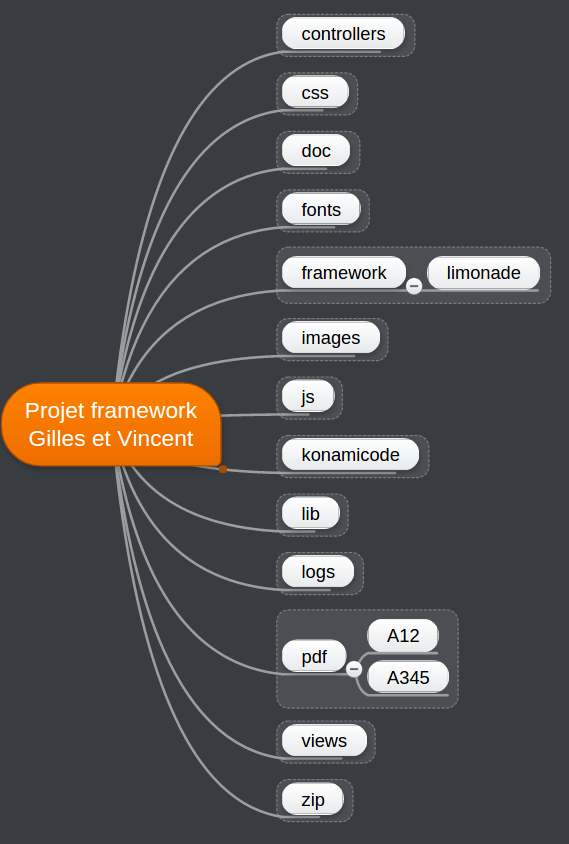 Projet framework
Gilles et Vincent
controllers
css
doc
fonts
framework
limonade
images
js
konamicode
lib
logs
pdf
A12
A345
views
zip